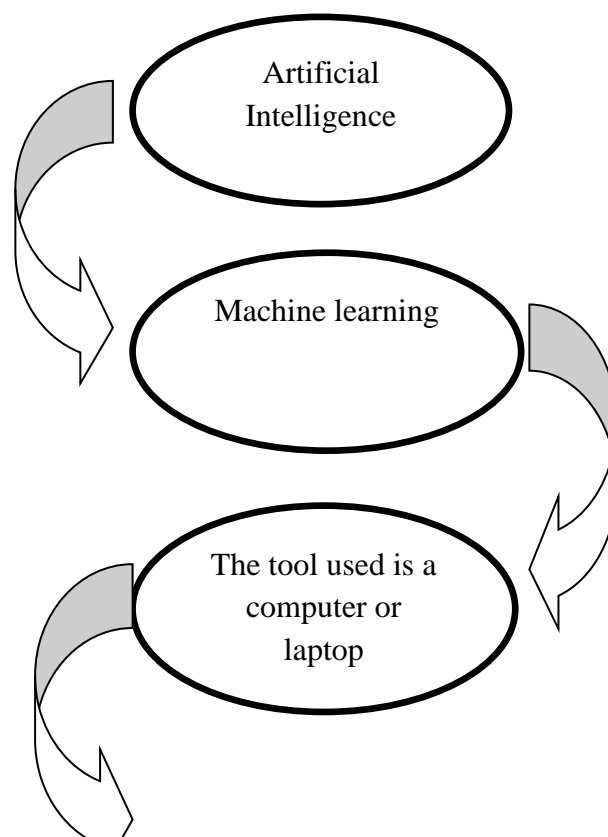 Artificial
Intelligence
Machine learning
The tool used is a
computer or
laptop